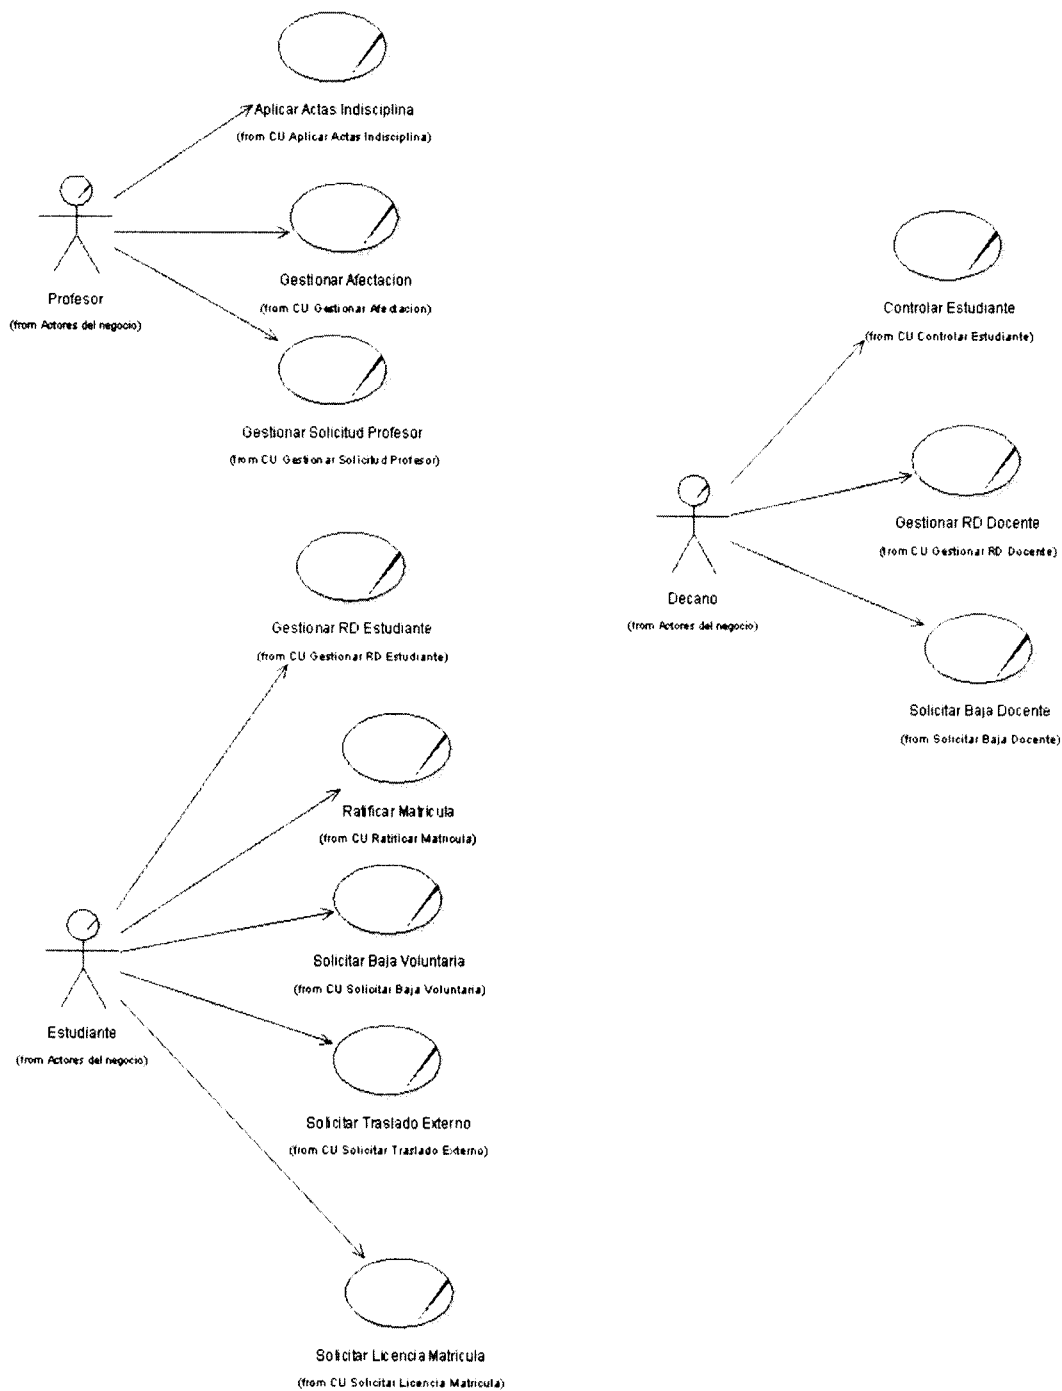 Aplicar Actas Indisciplina
(from CU Aplicar Actas Indisciplina)
Profesor
(from Actores del negocio)
Gestionar Afectacion
(from CU Gestionar Afectacion)
Gestionar Solicitud Profesor
(from CU Gestionar Solicitud Profesor)
Controlar Estudiante
(from CU Controlar Estudiante)
Gestionar RD Docente
(from CU Gestionar RD Docente)
Decano
(from Actores del negocio)
Solicitar Baja Docente
(from Solicitar Baja Docente)
Gestionar RD Estudiante
(from CU Gestionar RD Estudiante)
Ratificar Matricula
(from CU Ratificar Matricula)
Solicitar Baja Voluntaria
(from CU Solicitar Baja Voluntaria)
Estudiante
(from Actores del negocio)
Solicitar Traslado Externo
(from CU Solicitar Traslado Externo)
Solicitar Licencia Matricula
(from CU Solicitar Licencia Matricula)